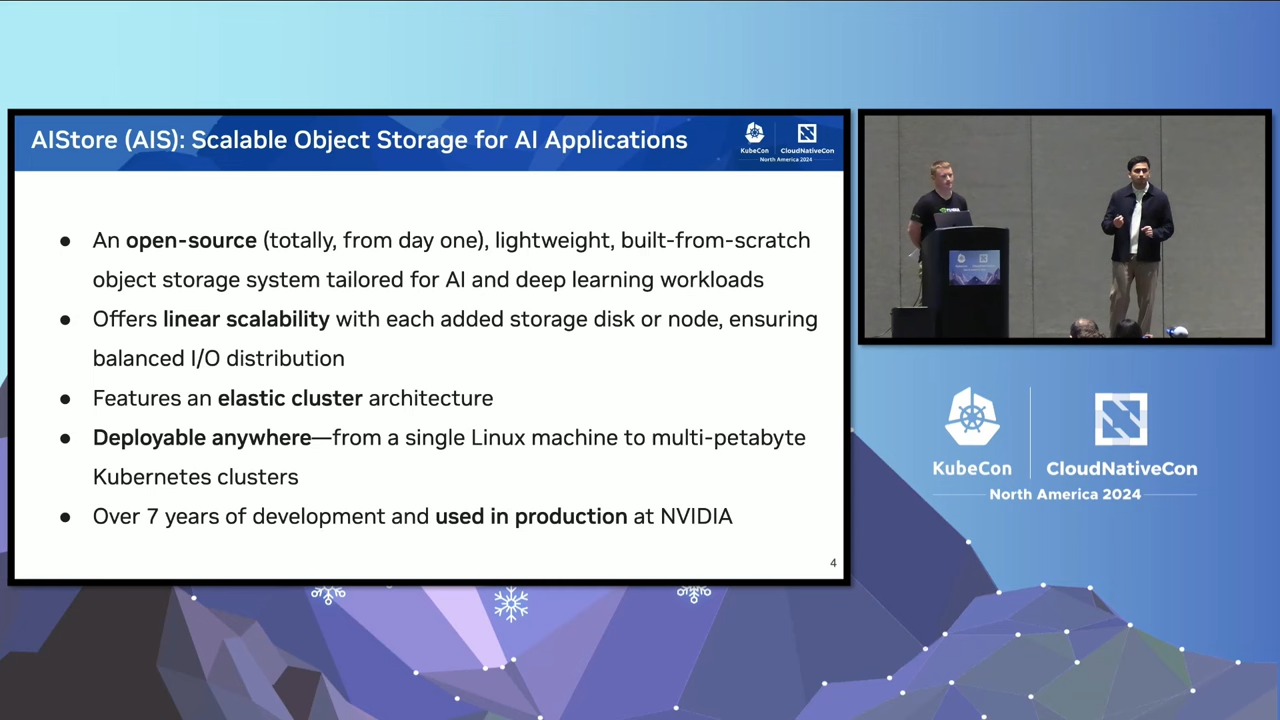 AIStore (AIS): Scalable Object Storage for AI Applications
KubeCon
CloudNativeCon
North America 2024
● An open-source (totally, from day one), lightweight, built-from-scratch
object storage system tailored for AI and deep learning workloads
● Offers linear scalability with each added storage disk or node, ensuring
balanced I/O distribution
● Features an elastic cluster architecture
● Deployable anywhere—from a single Linux machine to multi-petabyte
Kubernetes clusters
● Over 7 years of development and used in production at NVIDIA
4
KubeCon
CloudNativeCon
North America 2024